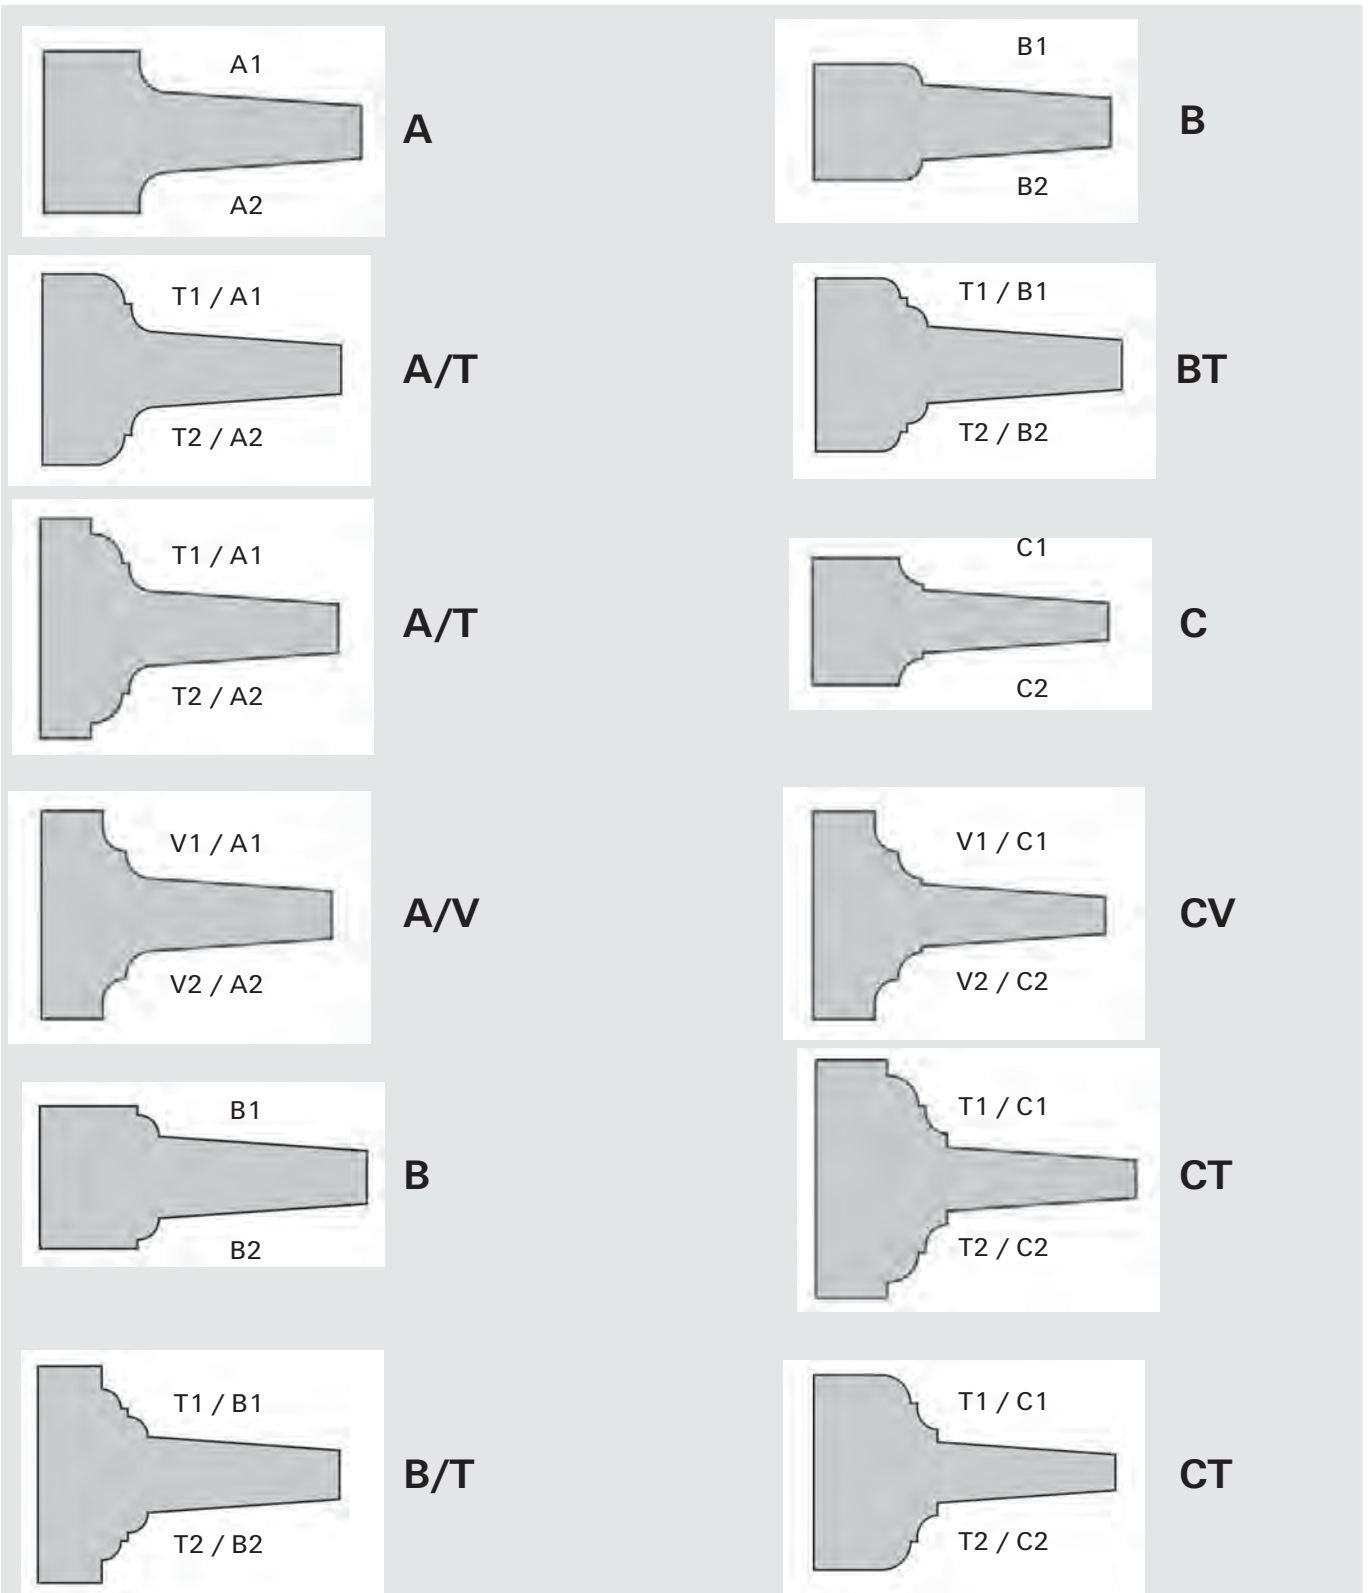 A1
A
A2
T1 / A1
A/T
T2 / A2
T1 / A1
A/T
T2 / A2
V1 / A1
A/V
V2 / A2
B1
B
B2
T1 / B1
B/T
T2 / B2
B1
B
B2
T1 / B1
BT
T2 / B2
C1
C
C2
V1 / C1
CV
V2 / C2
T1 / C1
CT
T2 / C2
T1 / C1
CT
T2 / C2